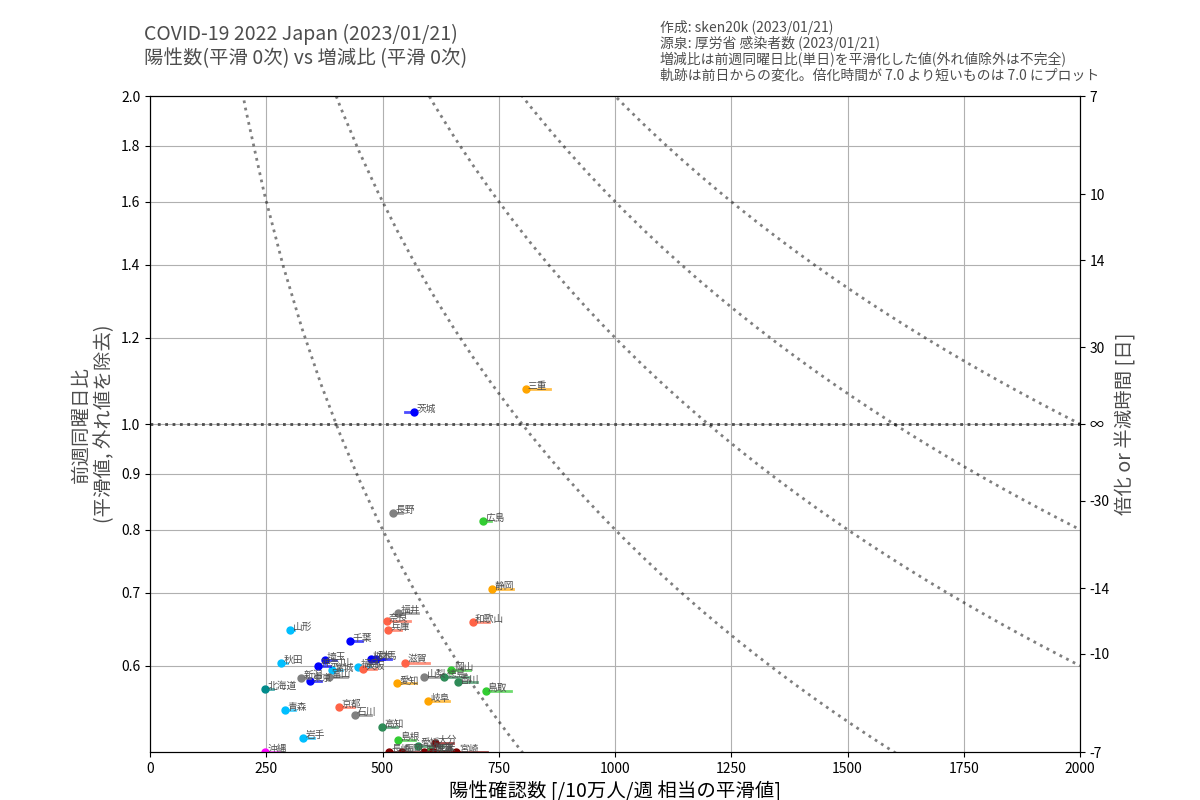 COVID-19 2022 Japan (2023/01/21)
陽性数(平滑 0次) vs 増減比 (平滑 0次)
作成: sken20k (2023/01/21)
源泉: 厚労省 感染者数 (2023/01/21)
増減比は前週同曜日比(単日)を平滑化した値(外れ値除外は不完全)
軌跡は前日からの変化。倍化時間が 7.0 より短いものは 7.0 にプロット
2.0
1.8
1.6
1.4
1.2
1.0
0.9
0.8
0.7
0.6
前週同曜日比
(平滑値, 外れ値を除去)
7
10
14
30
∞
-30
-14
-10
-7
倍化 or 半減時間 [日]
三重
茨城
長野
広島
静岡
福井
奈良
兵庫
和歌山
山形
千葉
秋田
埼玉
滋賀
岡山
北海道
愛知
鳥取
岐阜
青森
京都
石川
高知
岩手
島根
大分
沖縄
宮崎
0
250
500
750
1000
1250
1500
1750
2000
陽性確認数 [/10万人/週 相当の平滑値]